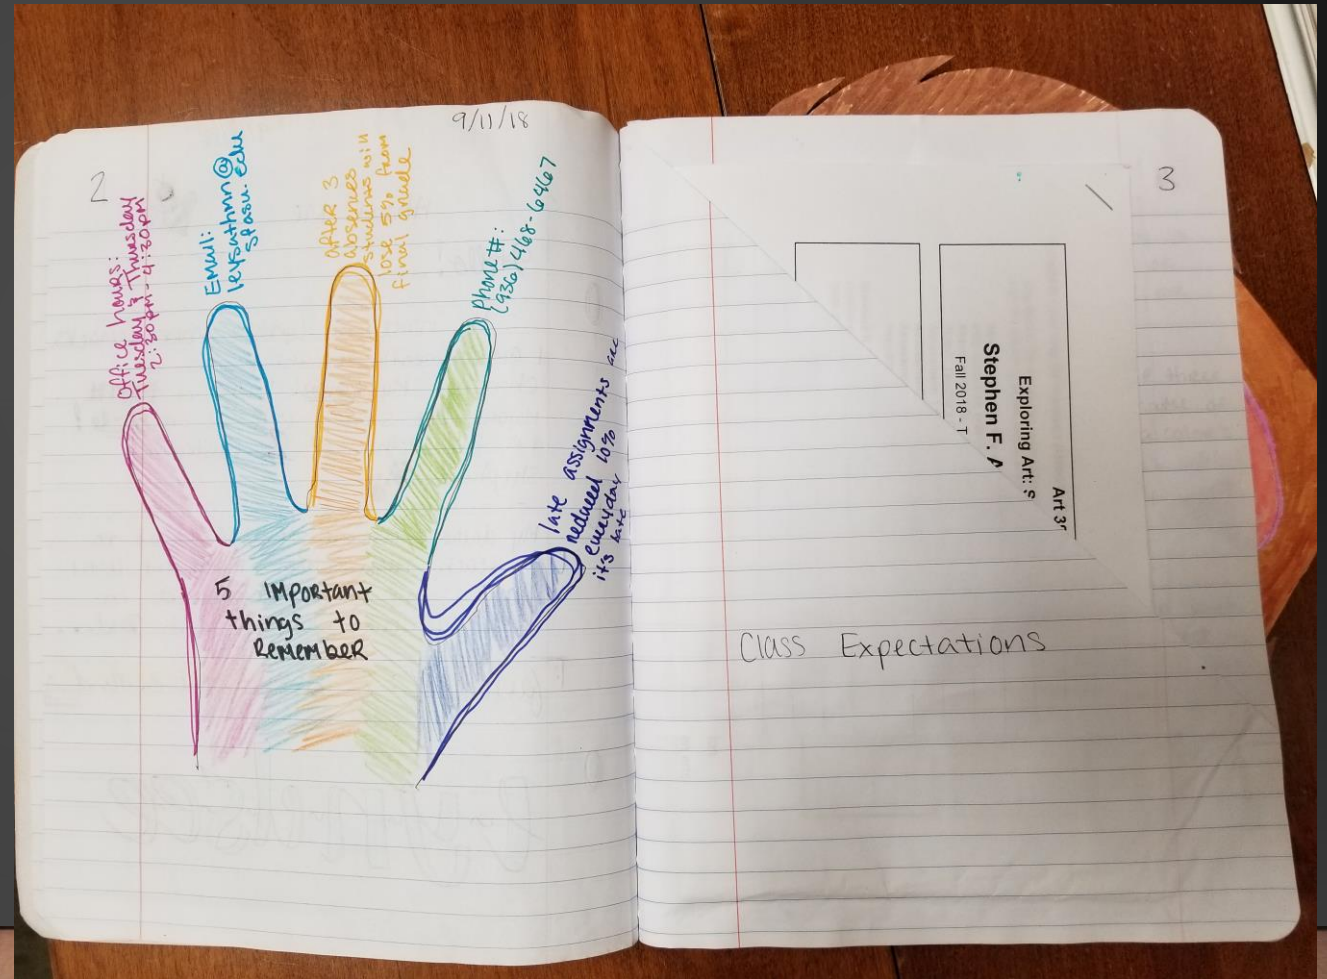 2
9/11/18
Office hours:
Tuesday & Thursday
2:30pm - 4:30pm
Email:
sfasu.edu
After 3
absences
students will
lose 5% from
final grade
Phone #:
(936) 468-6467
late assignments are
reduced 10%
everyday
its late
5 Important
things to
Remember
3
Art 3
Exploring Art: S
Stephen F. A
Fall 2018 - T
Class Expectations